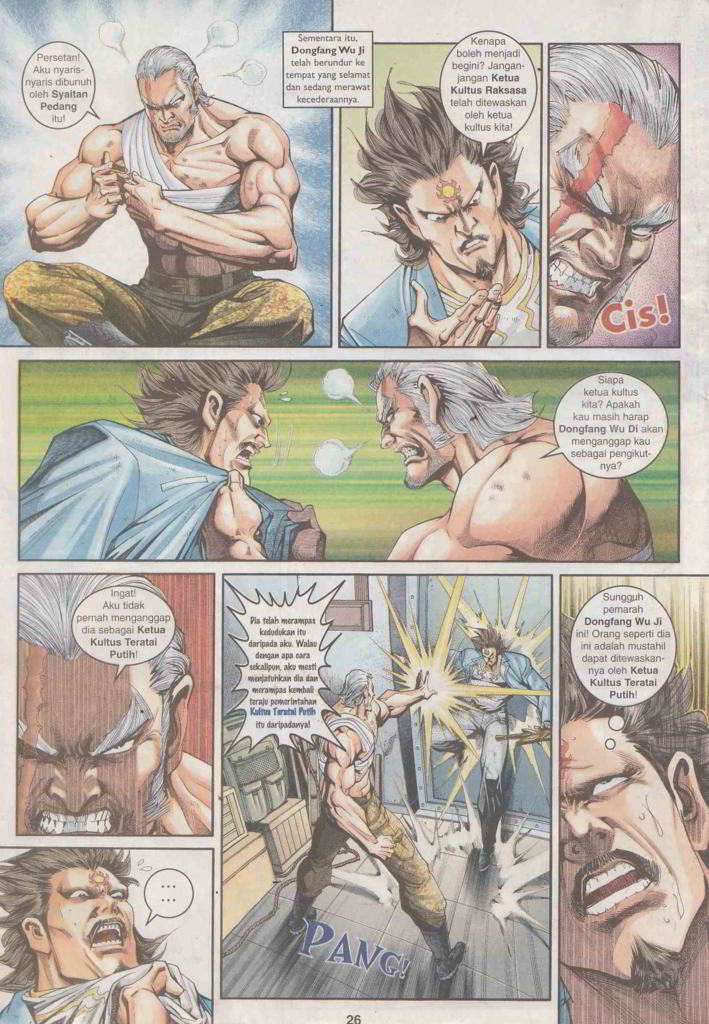 Persetan!
Aku nyaris-
nyaris dibunuh
oleh Syaitan
Pedang
itu!
Sementara itu,
Dongfang Wu Ji
telah berundur ke
tempat yang selamat
dan sedang merawat
kecederaannya.
Kenapa
boleh menjadi
begini? Jangan-
jangan Ketua
Kultus Raksasa
telah ditewaskan
oleh ketua
kultus kita!
Cis!
Siapa
ketua kultus
kita? Apakah
kau masih harap
Dongfang Wu Di akan
menganggap kau
sebagai pengikut-
nya?
Ingat!
Aku tidak
pernah menganggap
dia sebagai Ketua
Kultus Teratai
Putih!
Dia telah merampas
kedudukan itu
daripada aku. Walau
dengan apa cara
sekalipun, aku mesti
menjatuhkan dia dan
merampas kembali
teraju pemerintahan
Kultus Teratai Putih
itu daripadanya!
PANG!
Sungguh
pemarah
Dongfang Wu Ji
ini! Orang seperti dia
ini adalah mustahil
dapat ditewaskan-
nya oleh Ketua
Kultus Teratai
Putih!
...
...
26